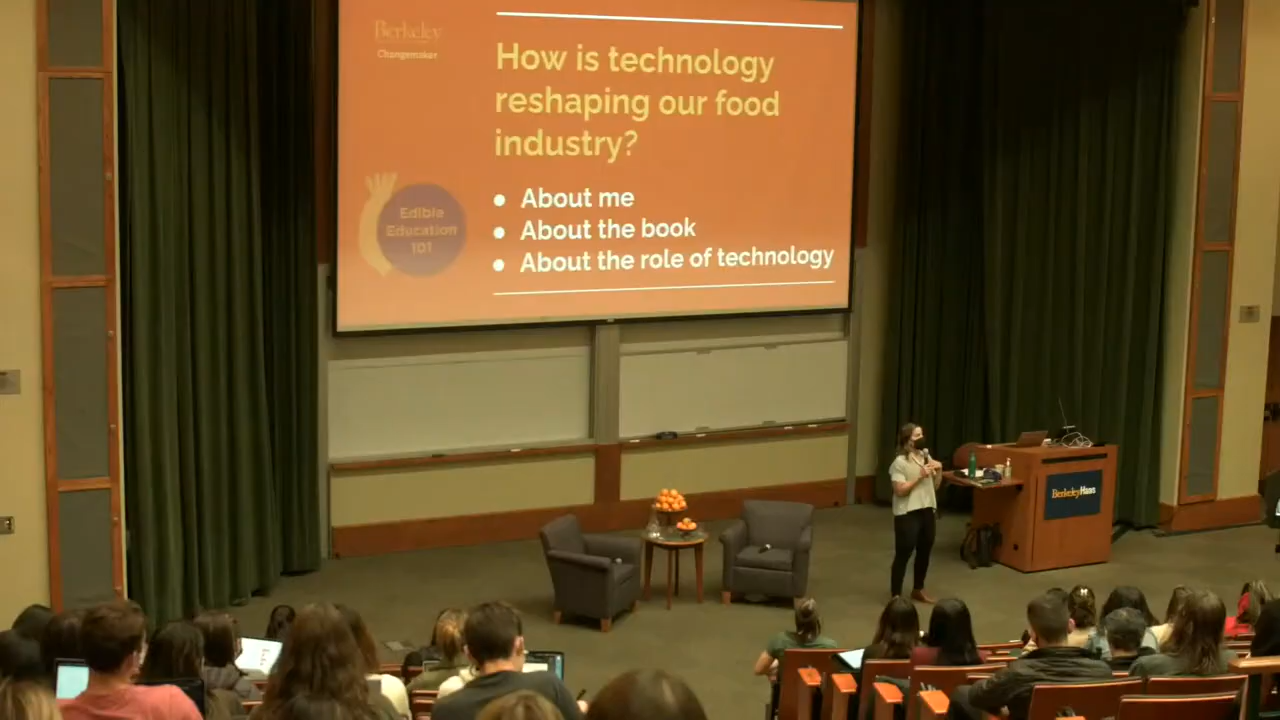 Berkeley
Changemaker
How is technology
reshaping our food
industry?
● About me
● About the book
● About the role of technology
Edible
Education
101
BerkeleyHaas